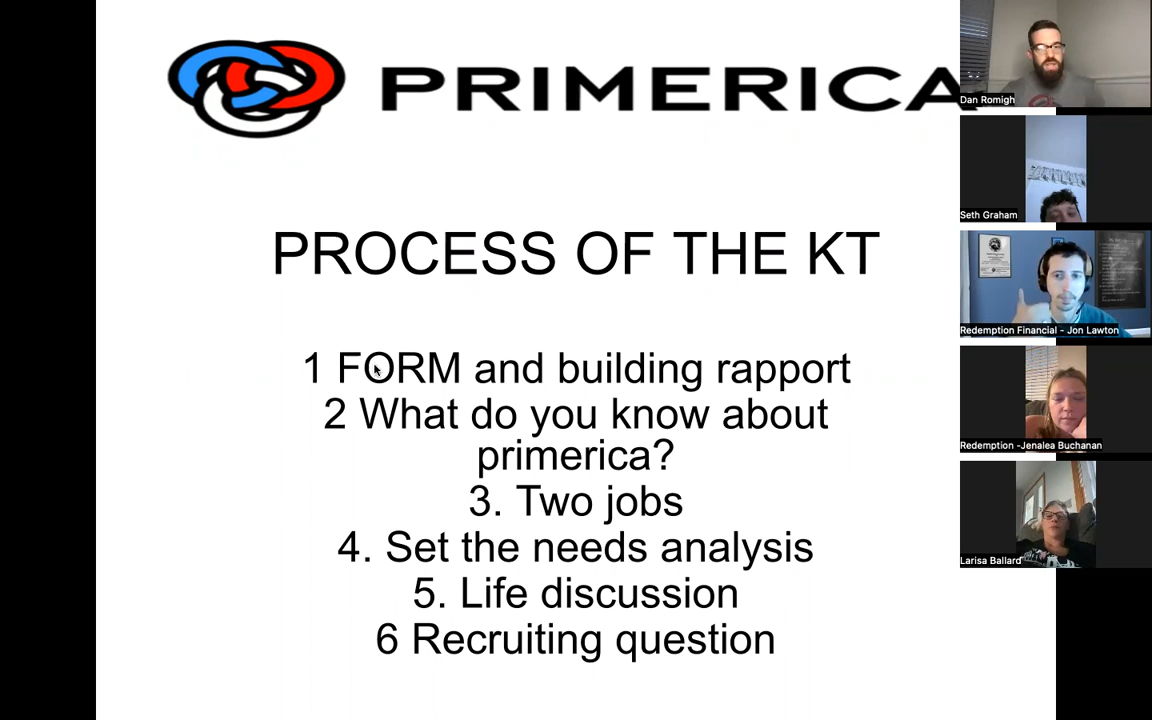 PRIMERICA
PROCESS OF THE KT
1 FORM and building rapport
2 What do you know about
primerica?
3. Two jobs
4. Set the needs analysis
5. Life discussion
6 Recruiting question
Dan Romigh
Seth Graham
Redemption Financial - Jon Lawton
Redemption -Jenalea Buchanan
Larisa Ballard